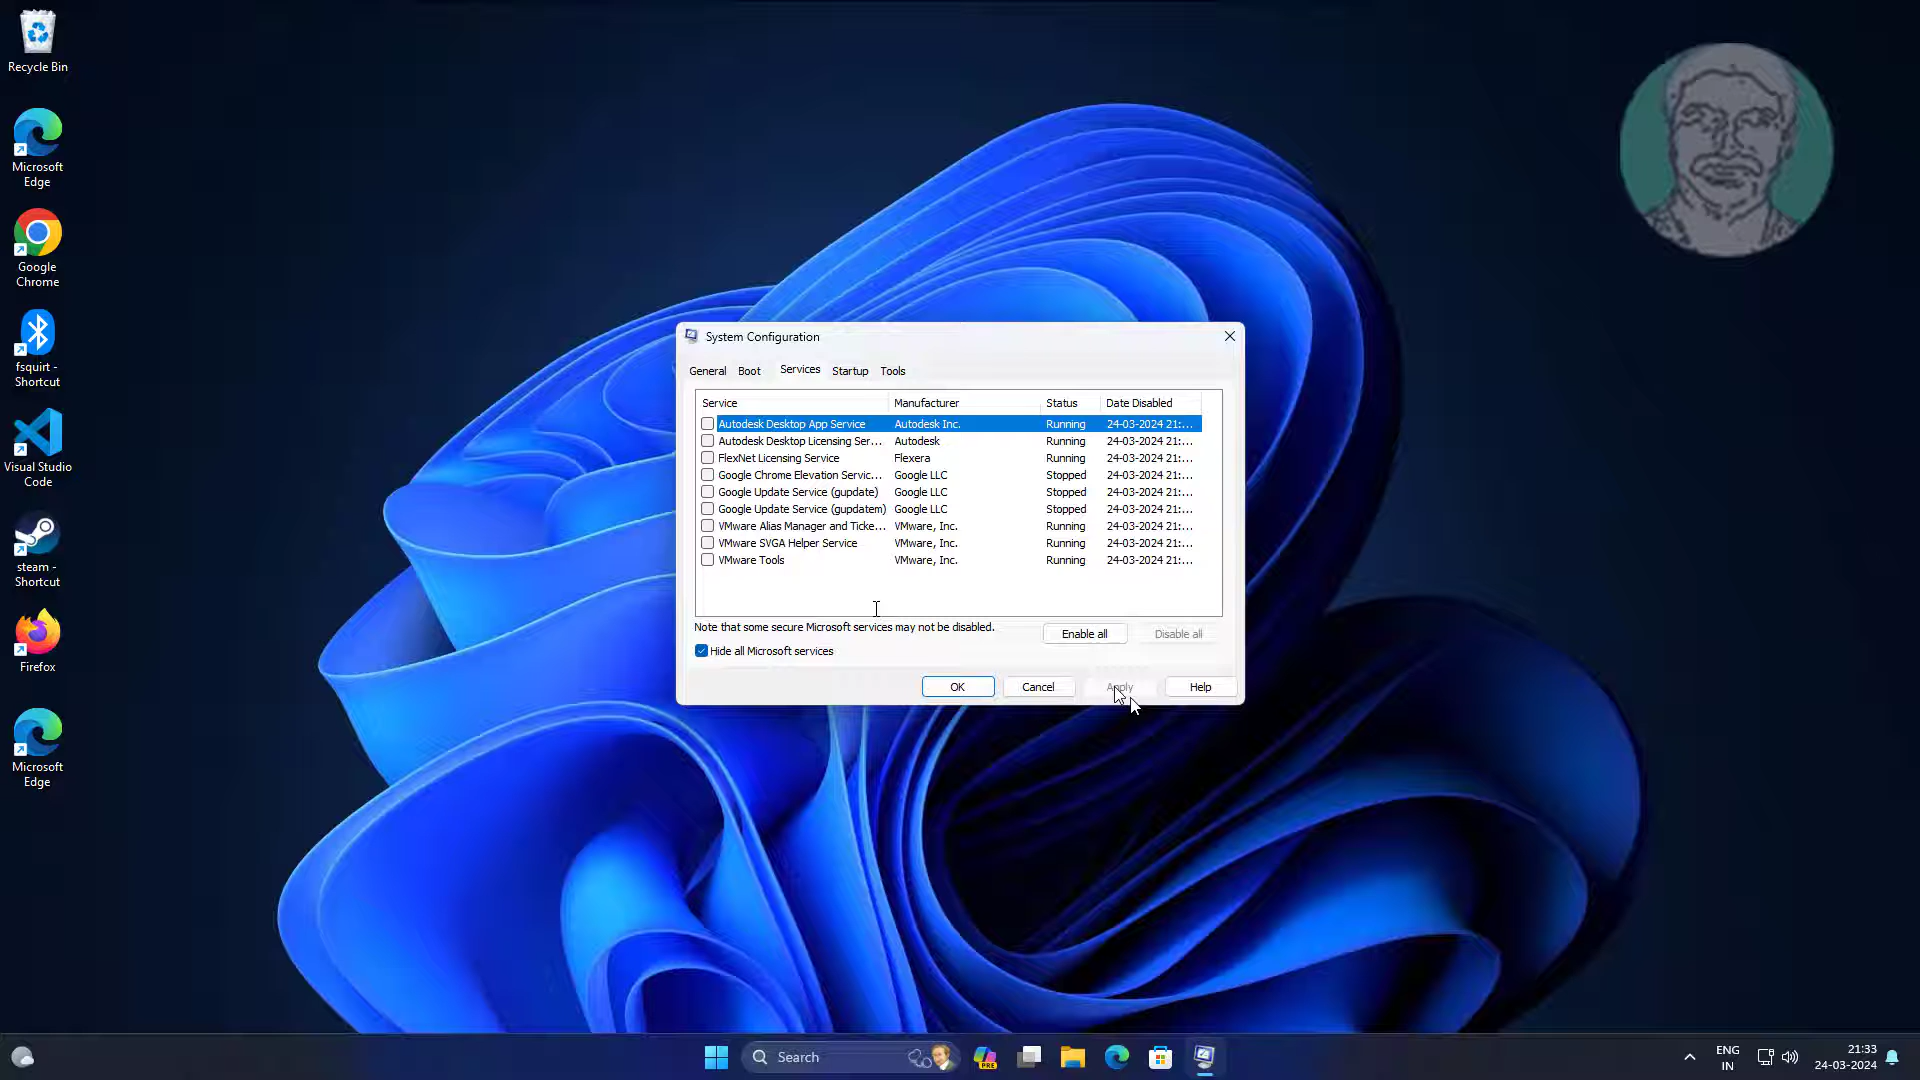 Recycle Bin
Microsoft
Edge
Google
Chrome
fsquirt -
Shortcut
Visual Studio
Code
steam -
Shortcut
Firefox
Microsoft
Edge
System Configuration
General Boot Services Startup Tools
Service Manufacturer Status Date Disabled
Autodesk Desktop App Service Autodesk Inc. Running 24-03-2024 21:...
Autodesk Desktop Licensing Ser... Autodesk Running 24-03-2024 21:...
FlexNet Licensing Service Flexera Running 24-03-2024 21:...
Google Chrome Elevation Servic... Google LLC Stopped 24-03-2024 21:...
Google Update Service (gupdate) Google LLC Stopped 24-03-2024 21:...
Google Update Service (gupdatem) Google LLC Stopped 24-03-2024 21:...
VMware Alias Manager and Ticke... VMware, Inc. Running 24-03-2024 21:...
VMware SVGA Helper Service VMware, Inc. Running 24-03-2024 21:...
VMware Tools VMware, Inc. Running 24-03-2024 21:...
Note that some secure Microsoft services may not be disabled.
Enable all Disable all
Hide all Microsoft services
OK Cancel Apply Help
Search
PRE
ENG
IN
21:33
24-03-2024